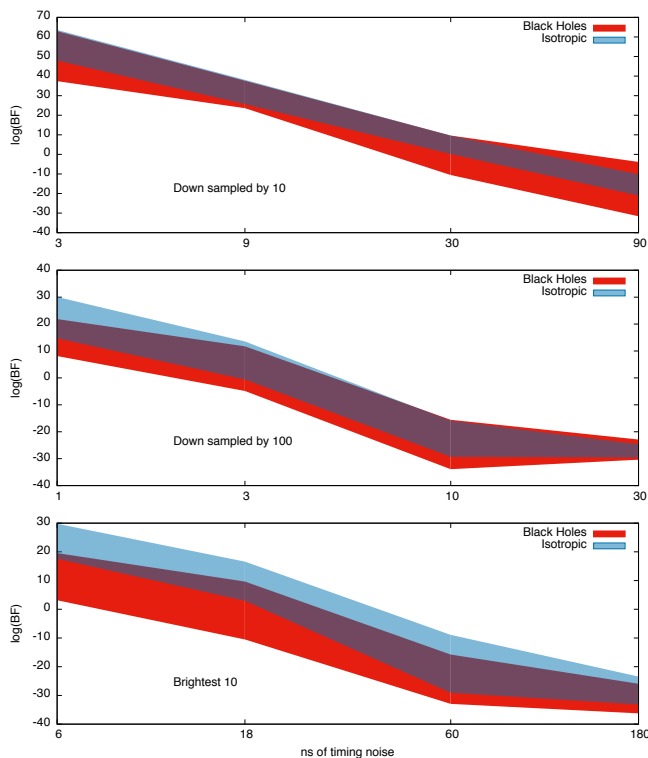 70
60
50
40
30
20
10
0
-10
-20
-30
-40
log(BF)
Black Holes
Isotropic
Down sampled by 10
3 9 30 90
40
30
20
10
0
-10
-20
-30
-40
log(BF)
Black Holes
Isotropic
Down sampled by 100
1 3 10 30
30
20
10
0
-10
-20
-30
-40
log(BF)
Black Holes
Isotropic
Brightest 10
6 18 60 180
ns of timing noise